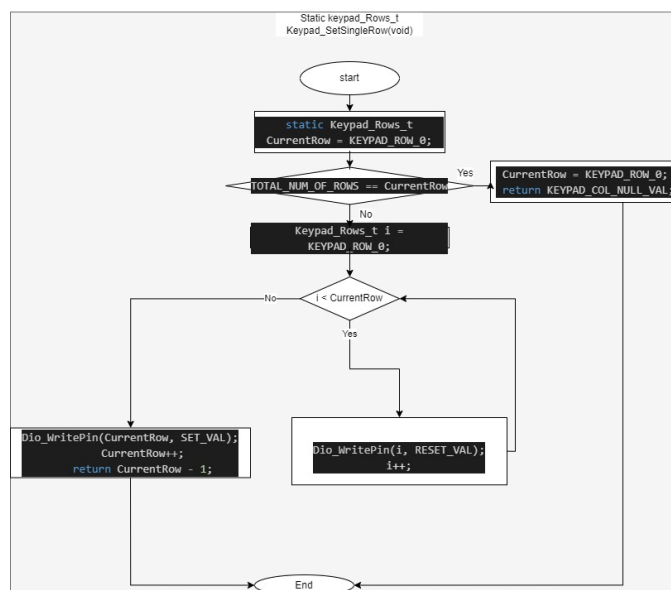 Static keypad_Rows_t
Keypad_SetSingleRow(void)
start
static Keypad_Rows_t
CurrentRow = KEYPAD_ROW_0;
TOTAL_NUM_OF_ROWS == CurrentRow
Yes
CurrentRow = KEYPAD_ROW_0;
return KEYPAD_COL_NULL_VAL;
No
Keypad_Rows_t i =
KEYPAD_ROW_0;
i < CurrentRow
No
Yes
Dio_WritePin(CurrentRow, SET_VAL);
CurrentRow++;
return CurrentRow - 1;
Dio_WritePin(i, RESET_VAL);
i++;
End